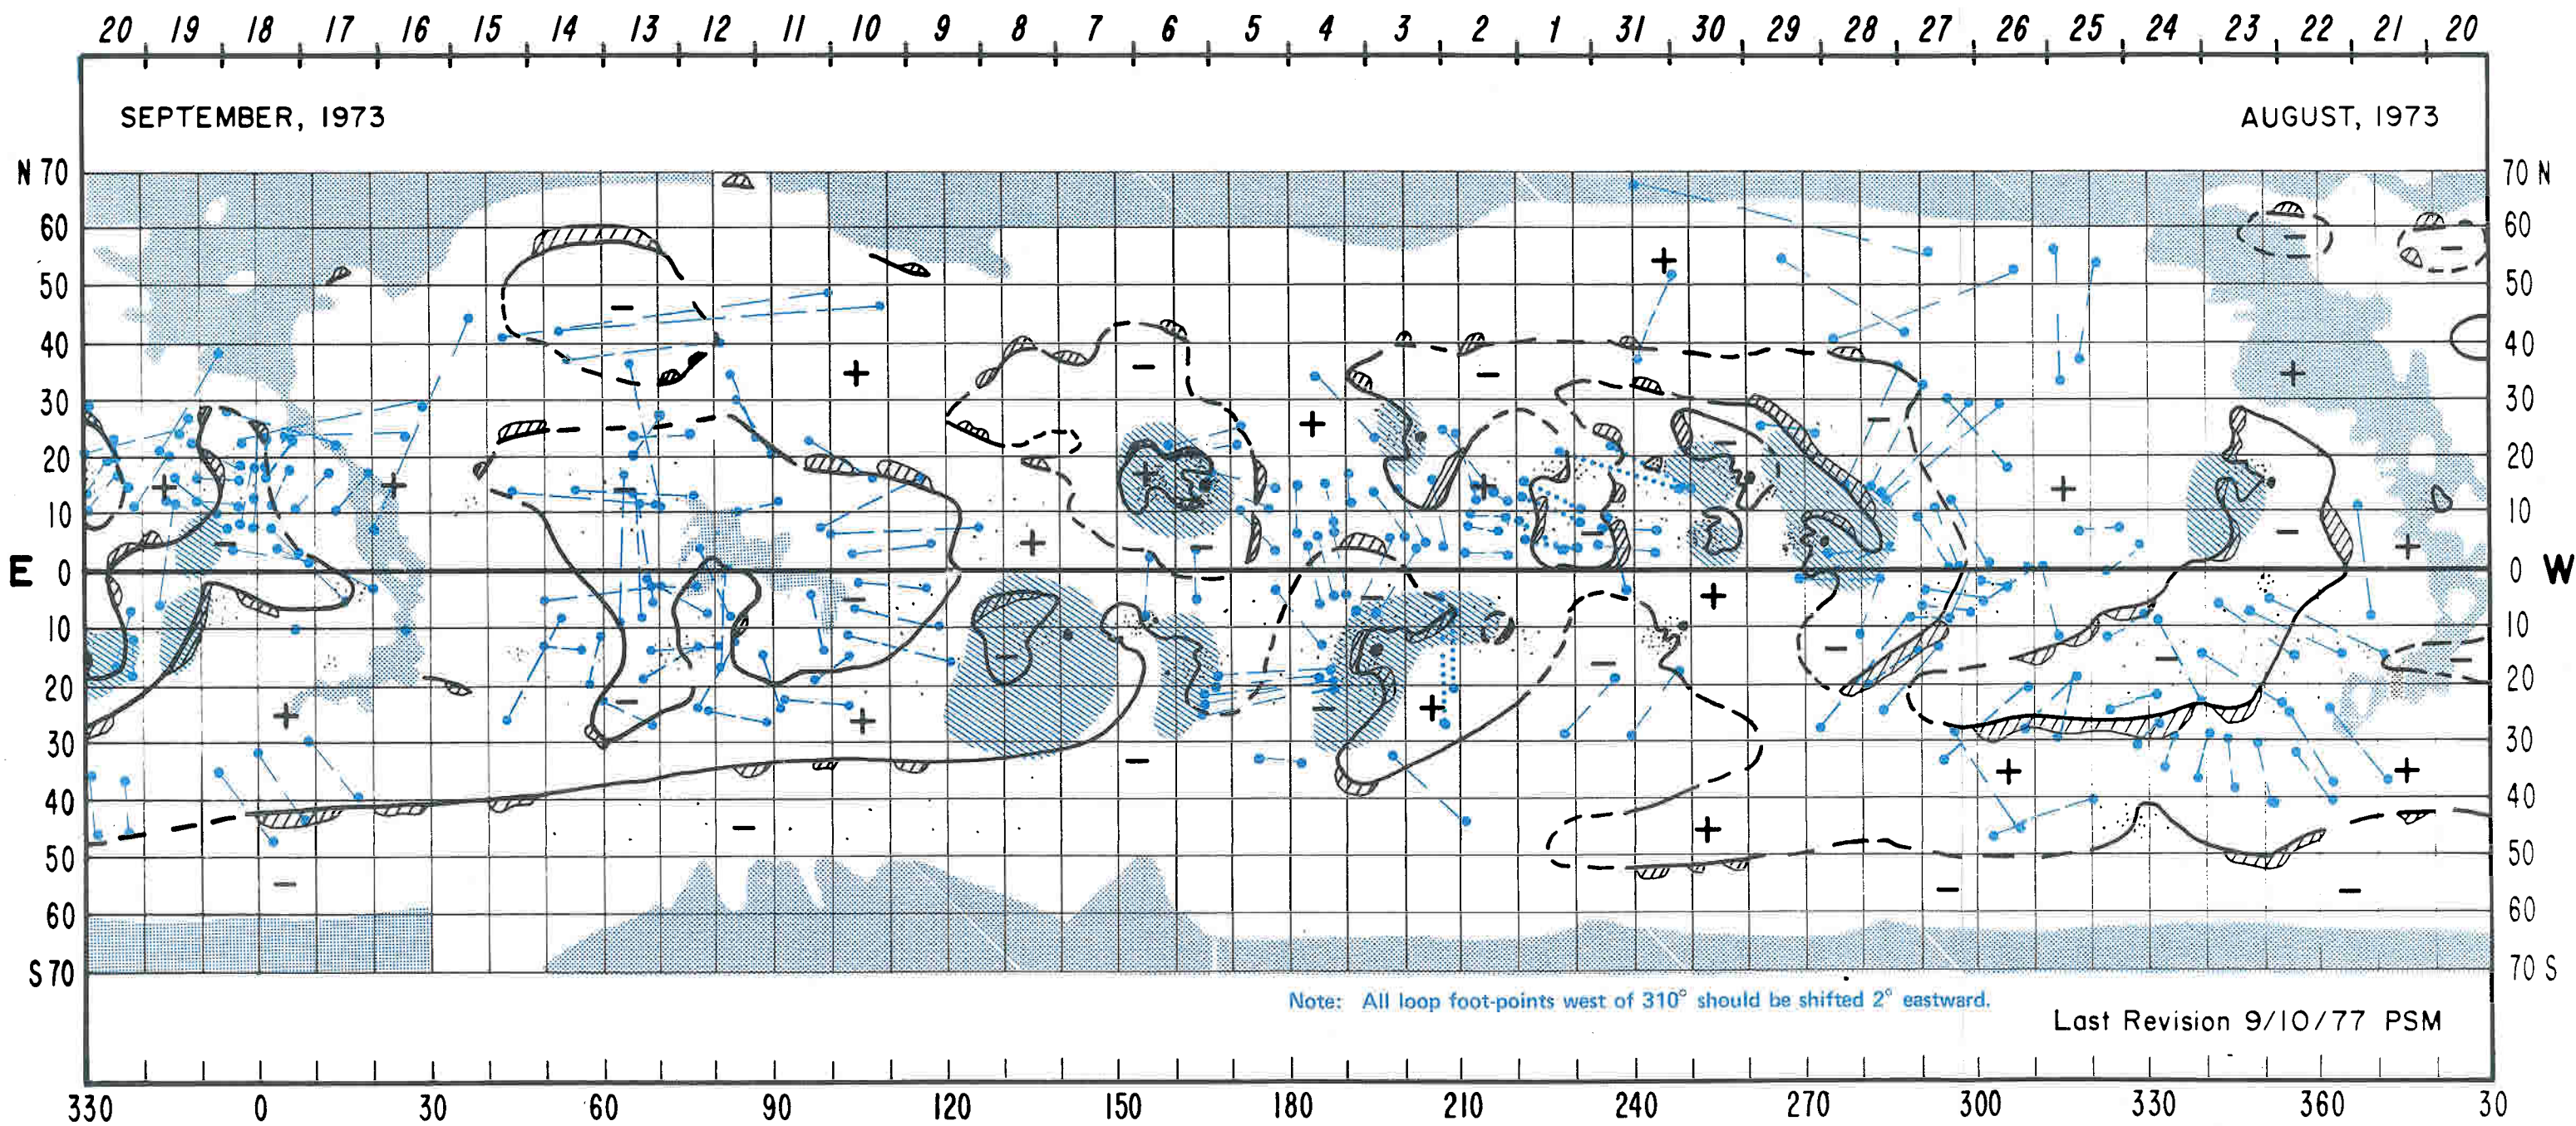 20 19 18 17 16 15 14 13 12 11 10 9 8 7 6 5 4 3 2 1 31 30 29 28 27 26 25 24 23 22 21 20
SEPTEMBER, 1973 AUGUST, 1973
N 70 70 N
60 60
50 50
40 40
30 30
20 20
10 10
E 0 0 W
10 10
20 20
30 30
40 40
50 50
60 60
S 70 70 S
Note: All loop foot-points west of 310° should be shifted 2° eastward.
Last Revision 9/10/77 PSM
330 0 30 60 90 120 150 180 210 240 270 300 330 360 30